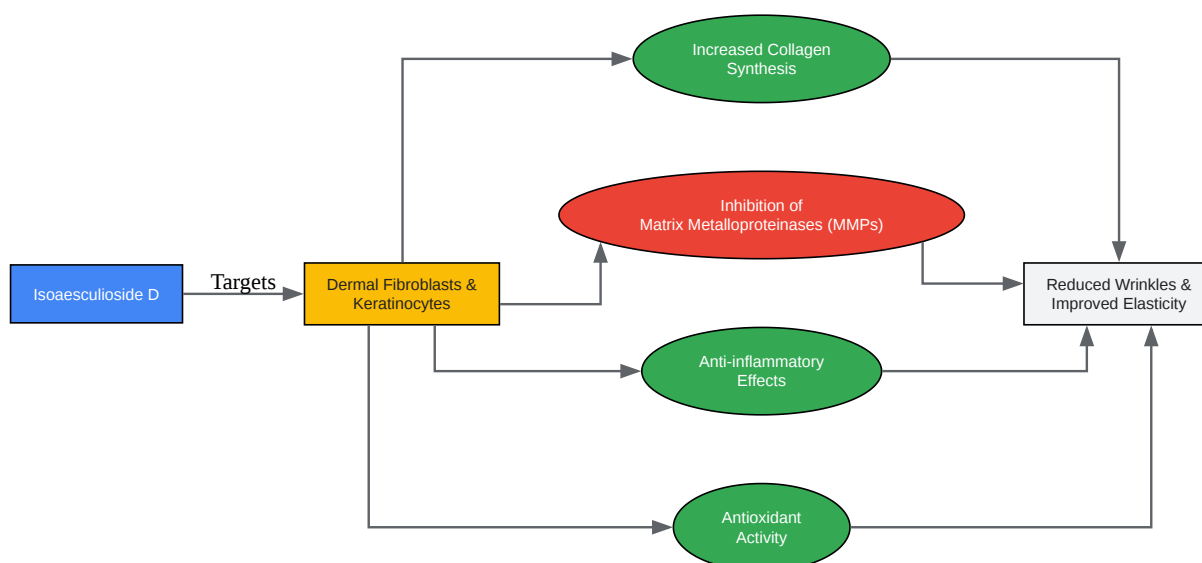 Increased Collagen
Synthesis
Inhibition of
Matrix Metalloproteinases (MMPs)
Isoaesculioside D
Targets
Dermal Fibroblasts &
Keratinocytes
Reduced Wrinkles &
Improved Elasticity
Anti-inflammatory
Effects
Antioxidant
Activity